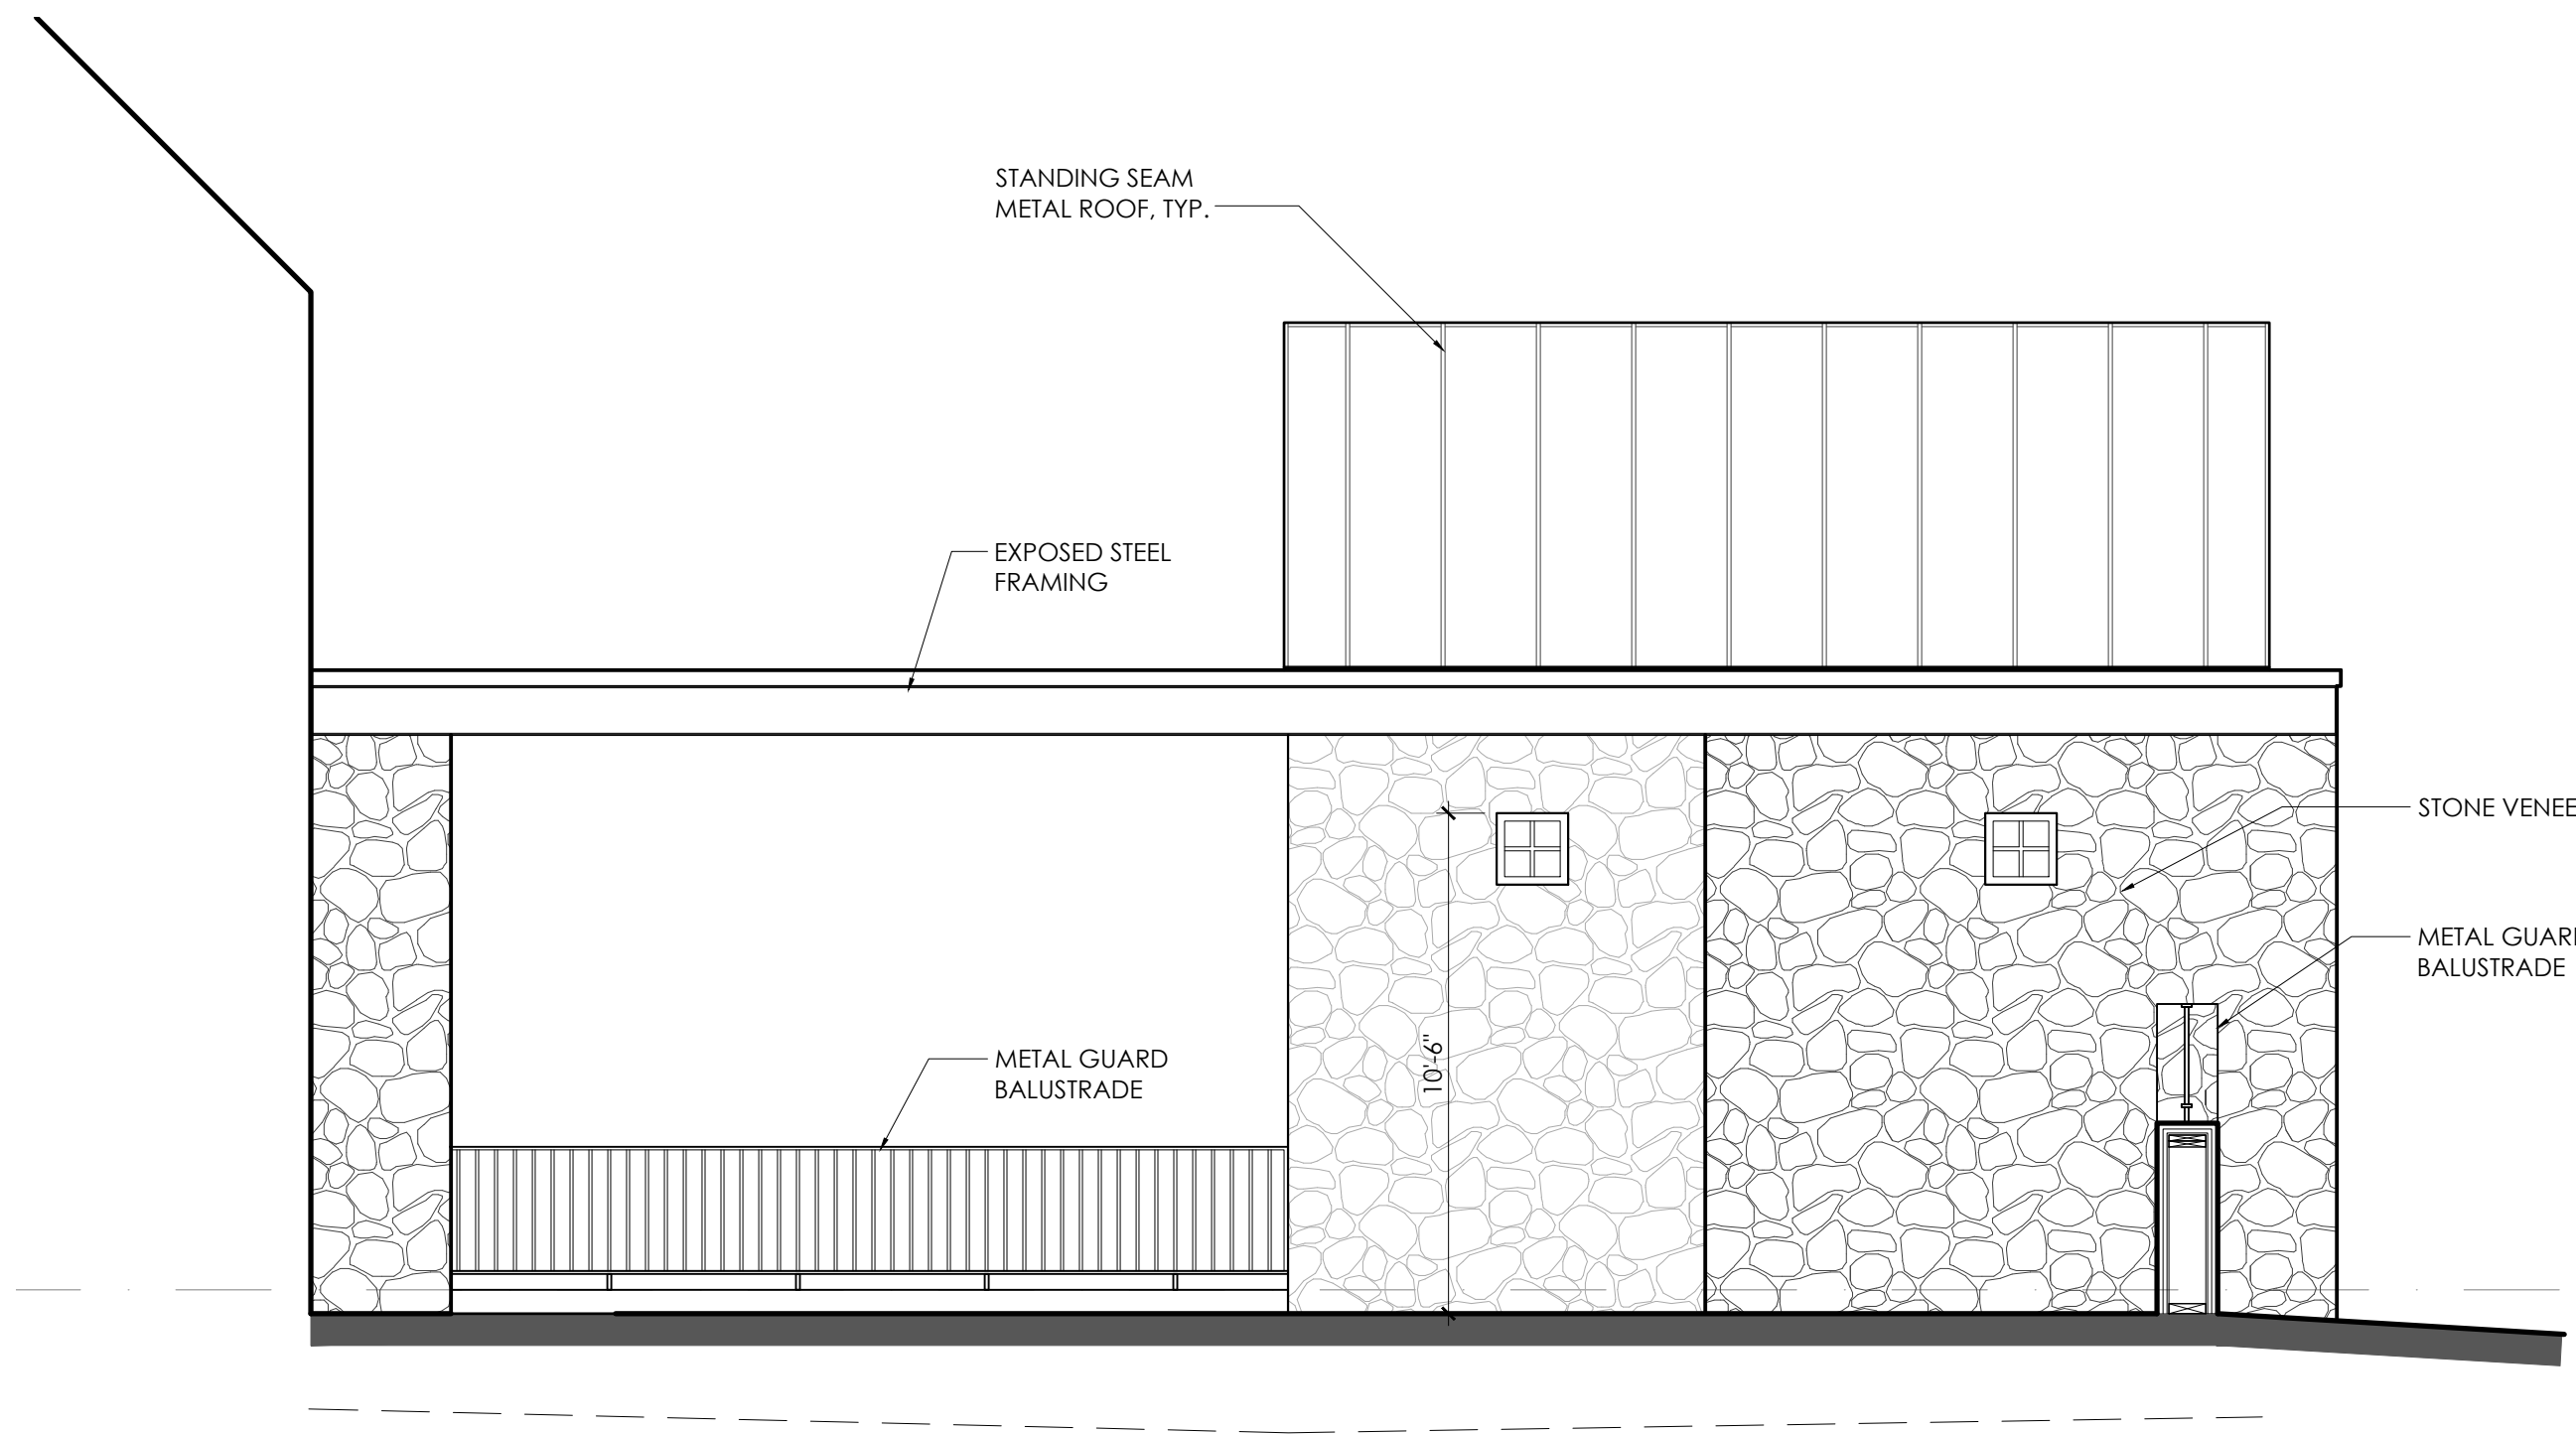 STANDING SEAM
METAL ROOF, TYP.
EXPOSED STEEL
FRAMING
STONE VENEE
METAL GUAR
BALUSTRADE
10'-6"
METAL GUARD
BALUSTRADE